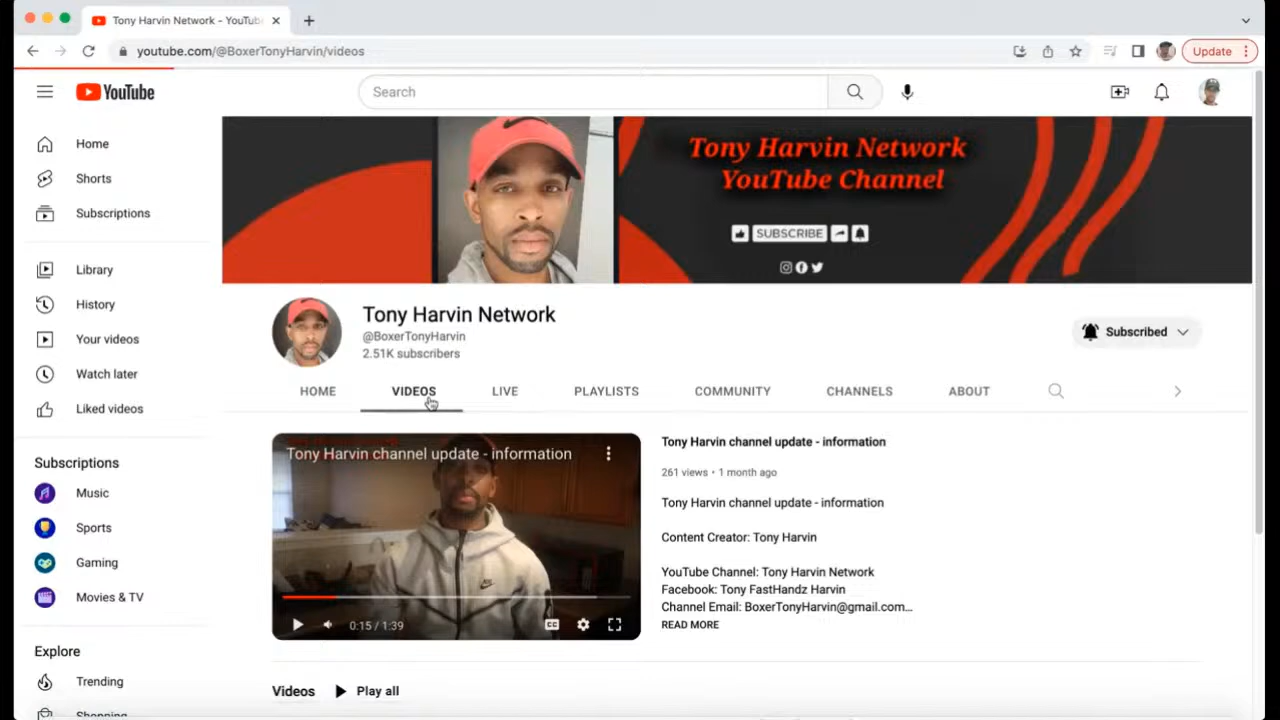 Tony Harvin Network - YouTub
youtube.com/@BoxerTonyHarvin/videos
Update
YouTube
Search
Home
Shorts
Subscriptions
Library
History
Your videos
Watch later
Liked videos
Subscriptions
Music
Sports
Gaming
Movies & TV
Explore
Trending
Shopping
Tony Harvin Network
YouTube Channel
SUBSCRIBE
Tony Harvin Network
@BoxerTonyHarvin
2.51K subscribers
Subscribed
HOME VIDEOS LIVE PLAYLISTS COMMUNITY CHANNELS ABOUT
Tony Harvin channel update - information
0:15 / 1:39
CC
Tony Harvin channel update - information
261 views • 1 month ago
Tony Harvin channel update - information
Content Creator: Tony Harvin
YouTube Channel: Tony Harvin Network
Facebook: Tony FastHandz Harvin
Channel Email: BoxerTonyHarvin@gmail.com...
READ MORE
Videos Play all